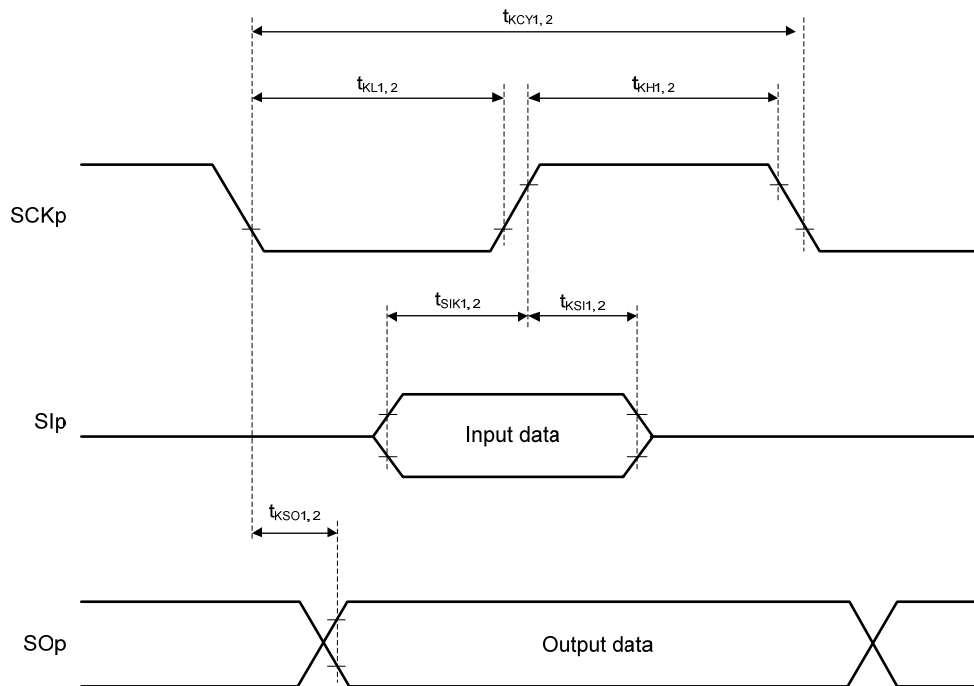 tKCY1, 2
tKL1, 2
tKH1, 2
SCKp
tSIK1, 2
tKSI1, 2
SIp
Input data
tKSO1, 2
SOp
Output data